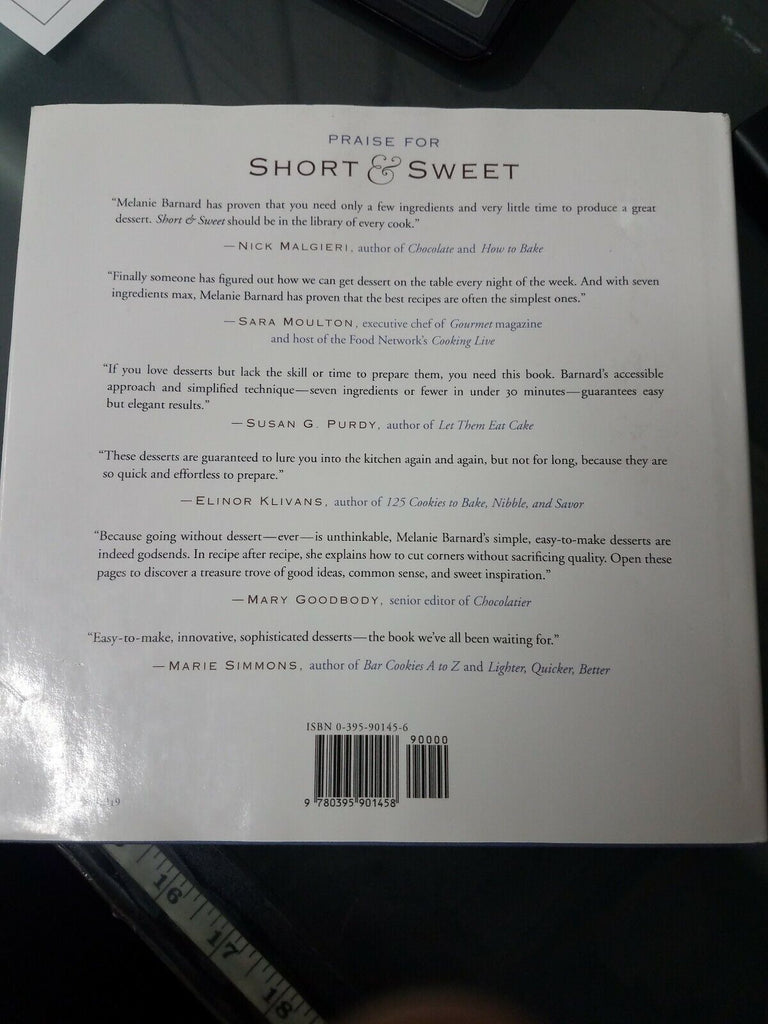 PRAISE FOR
SHORT & SWEET
“Melanie Barnard has proven that you need only a few ingredients and very little time to produce a great
dessert. Short & Sweet should be in the library of every cook.”
—NICK MALGIERI, author of Chocolate and How to Bake
“Finally someone has figured out how we can get dessert on the table every night of the week. And with seven
ingredients max, Melanie Barnard has proven that the best recipes are often the simplest ones.”
—SARA MOULTON, executive chef of Gourmet magazine
and host of the Food Network's Cooking Live
“If you love desserts but lack the skill or time to prepare them, you need this book. Barnard's accessible
approach and simplified technique—seven ingredients or fewer in under 30 minutes—guarantees easy
but elegant results.”
—SUSAN G. PURDY, author of Let Them Eat Cake
“These desserts are guaranteed to lure you into the kitchen again and again, but not for long, because they are
so quick and effortless to prepare.”
—ELINOR KLIVANS, author of 125 Cookies to Bake, Nibble, and Savor
“Because going without dessert—ever—is unthinkable, Melanie Barnard's simple, easy-to-make desserts are
indeed godsends. In recipe after recipe, she explains how to cut corners without sacrificing quality. Open these
pages to discover a treasure trove of good ideas, common sense, and sweet inspiration.”
—MARY GOODBODY, senior editor of Chocolatier
“Easy-to-make, innovative, sophisticated desserts—the book we've all been waiting for.”
—MARIE SIMMONS, author of Bar Cookies A to Z and Lighter, Quicker, Better
ISBN 0-395-90145-6
90000
9 780395 901458
16
17
18